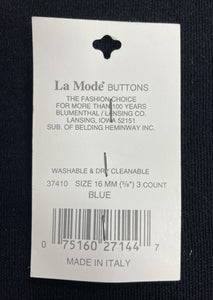 La Mode® BUTTONS
THE FASHION CHOICE
FOR MORE THAN 100 YEARS
BLUMENTHAL / LANSING CO.
LANSING, IOWA 52151
SUB. OF BELDING HEMINWAY INC.
WASHABLE & DRY CLEANABLE
37410 SIZE 16 MM (⅝") 3 COUNT
BLUE
0 75160 27144 7
MADE IN ITALY